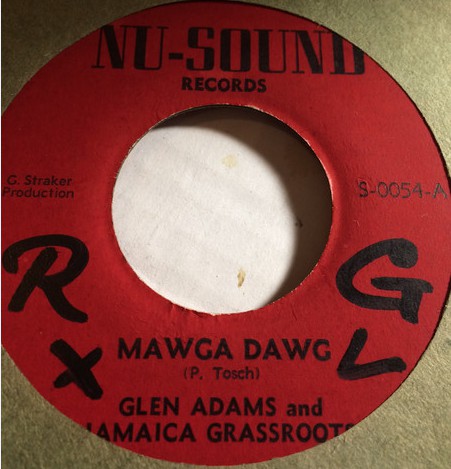 NU-SOUND
RECORDS
G. Straker
Production
S-0054-A
R
X
G
L
MAWGA DAWG
(P. Tosch)
GLEN ADAMS and
JAMAICA GRASSROOTS